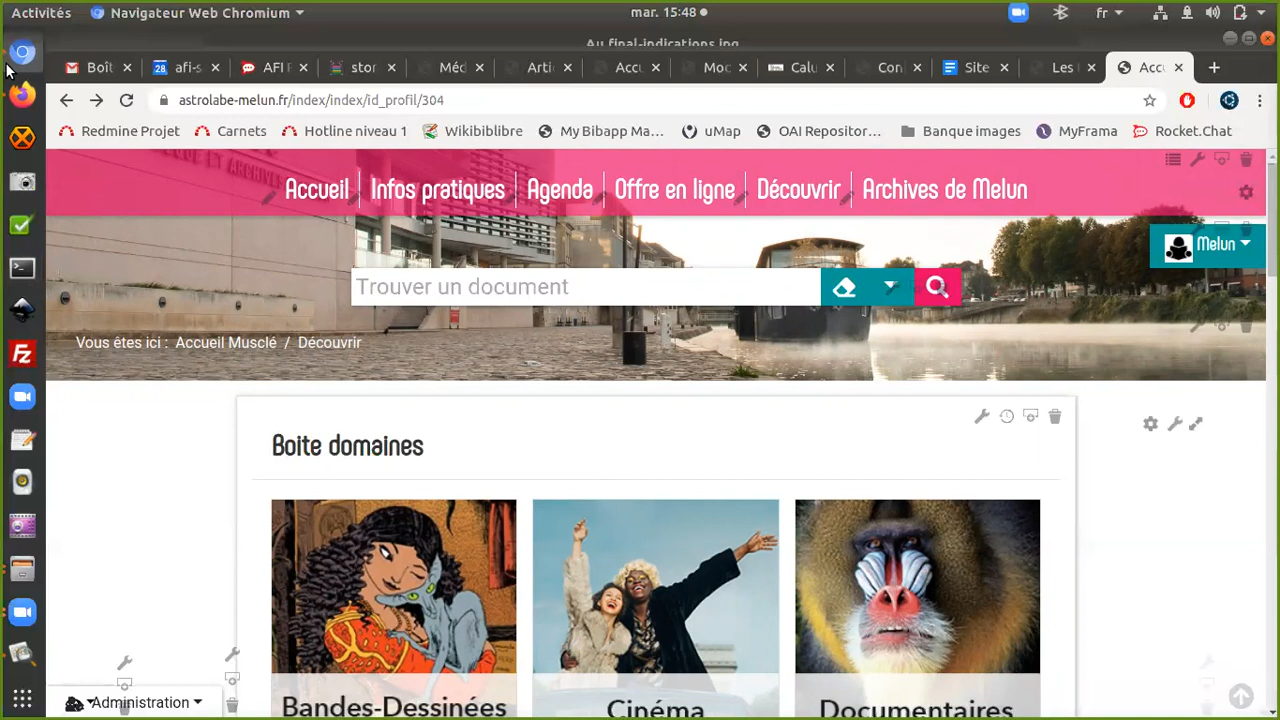 Activités Navigateur Web Chromium mar. 15:48 fr
Au final-indications.jpg
Boît afi-s AFI F stor Méd Arti Accu Moc Calu Con Site Les l Accu
astrolabe-melun.fr/index/index/id_profil/304
Redmine Projet Carnets Hotline niveau 1 Wikibiblibre My Bibapp Ma... uMap OAI Repositor... Banque images MyFrama Rocket.Chat
Accueil Infos pratiques Agenda Offre en ligne Découvrir Archives de Melun
Melun
Trouver un document
Vous êtes ici : Accueil Musclé / Découvrir
Boite domaines
Bandes-Dessinées Cinéma Documentaires
Administration